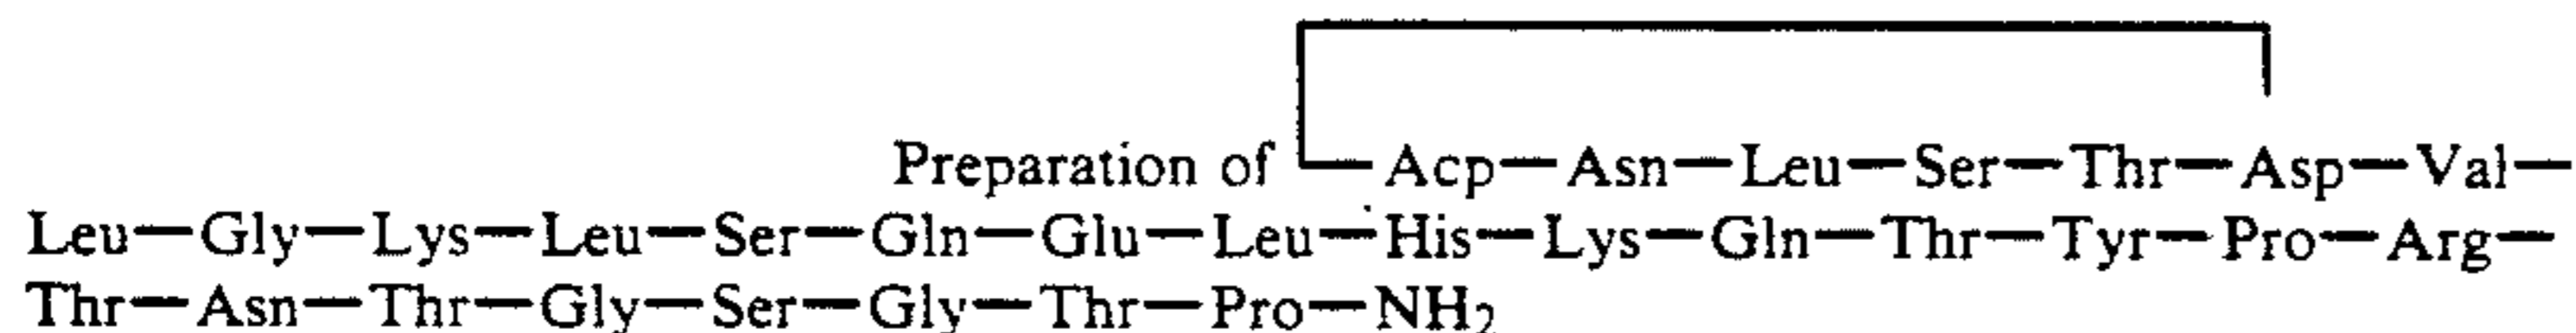 Preparation of Acp—Asn—Leu—Ser—Thr—Asp—Val—
Leu—Gly—Lys—Leu—Ser—Gln—Glu—Leu—His—Lys—Gln—Thr—Tyr—Pro—Arg—
Thr—Asn—Thr—Gly—Ser—Gly—Thr—Pro—NH₂